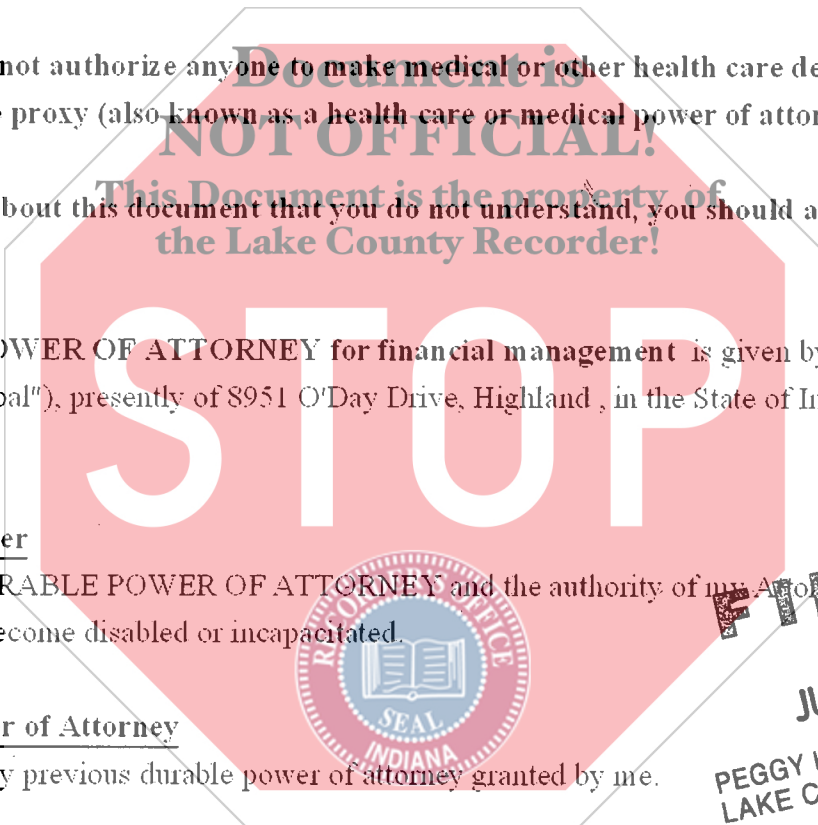 Document is
not authorize anyone to make medical or other health care de
proxy (also known as a health care or medical power of attor
NOT OFFICIAL!
This Document is the property of
bout this document that you do not understand, you should a
the Lake County Recorder!
OWER OF ATTORNEY for financial management is given by
pal"), presently of 8951 O'Day Drive, Highland , in the State of In
STOP
er
RABLE POWER OF ATTORNEY and the authority of my Attor
ecome disabled or incapacitated.
FI
RECORDER'S OFFICE
SEAL
INDIANA
JU
r of Attorney
y previous durable power of attorney granted by me.
PEGGY
LAKE C